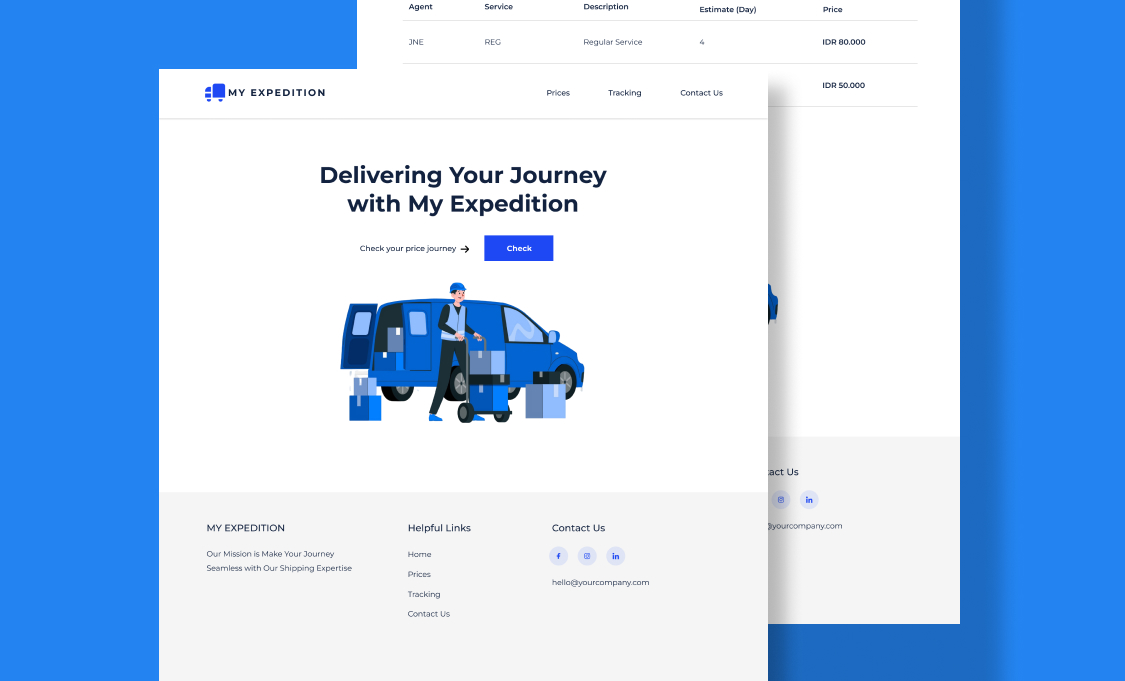 Agent Service Description Estimate (Day) Price
JNE REG Regular Service 4 IDR 80.000
IDR 50.000
MY EXPEDITION Prices Tracking Contact Us
Delivering Your Journey
with My Expedition
Check your price journey → Check
MY EXPEDITION
Our Mission is Make Your Journey
Seamless with Our Shipping Expertise
Helpful Links
Home
Prices
Tracking
Contact Us
Contact Us
f in
hello@yourcompany.com
tact Us
in
@yourcompany.com